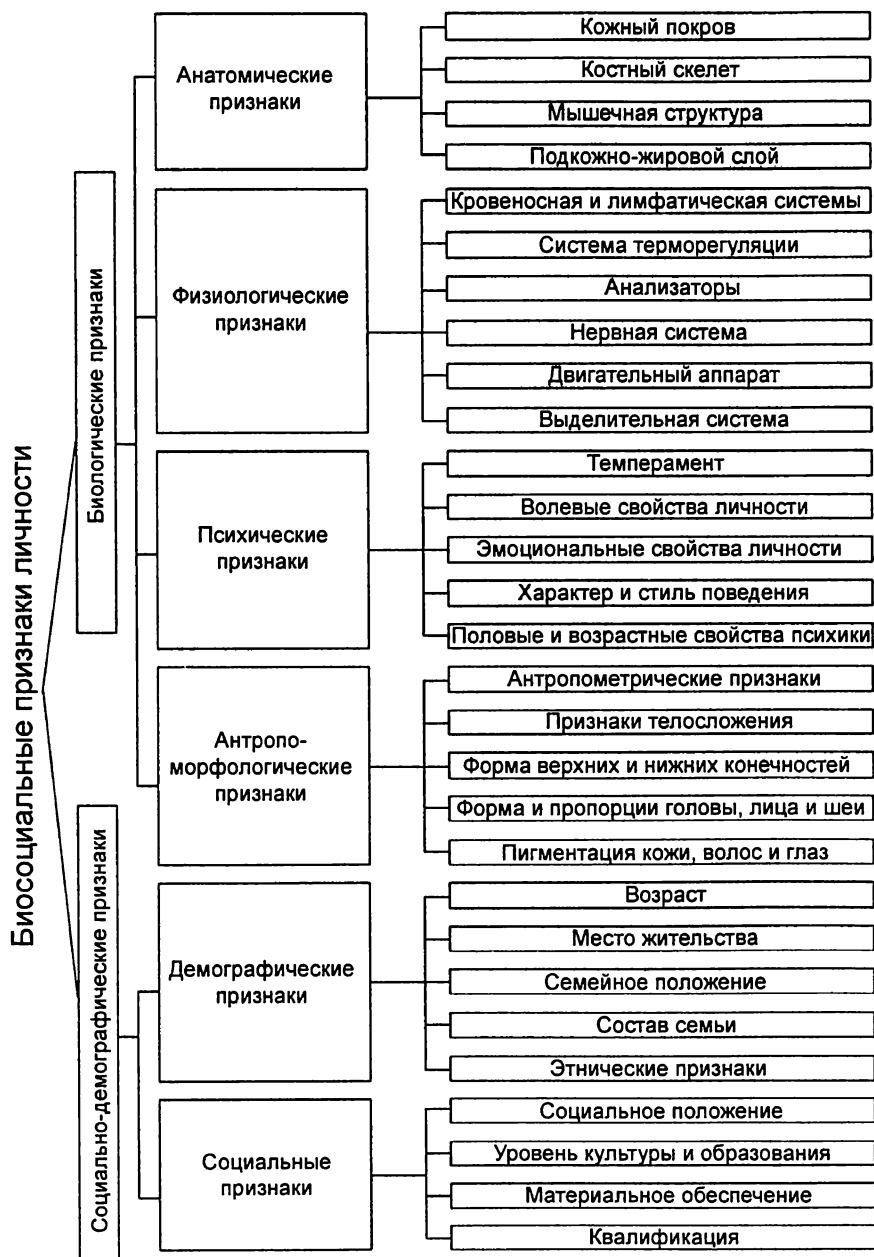 Биосоциальные признаки личности
Биологические признаки
Анатомические
признаки
Кожный покров
Костный скелет
Мышечная структура
Подкожно-жировой слой
Физиологические
признаки
Кровеносная и лимфатическая системы
Система терморегуляции
Анализаторы
Нервная система
Двигательный аппарат
Выделительная система
Психические
признаки
Темперамент
Волевые свойства личности
Эмоциональные свойства личности
Характер и стиль поведения
Половые и возрастные свойства психики
Антропо-
морфологические
признаки
Антропометрические признаки
Признаки телосложения
Форма верхних и нижних конечностей
Форма и пропорции головы, лица и шеи
Пигментация кожи, волос и глаз
Социально-демографические признаки
Демографические
признаки
Возраст
Место жительства
Семейное положение
Состав семьи
Этнические признаки
Социальные
признаки
Социальное положение
Уровень культуры и образования
Материальное обеспечение
Квалификация